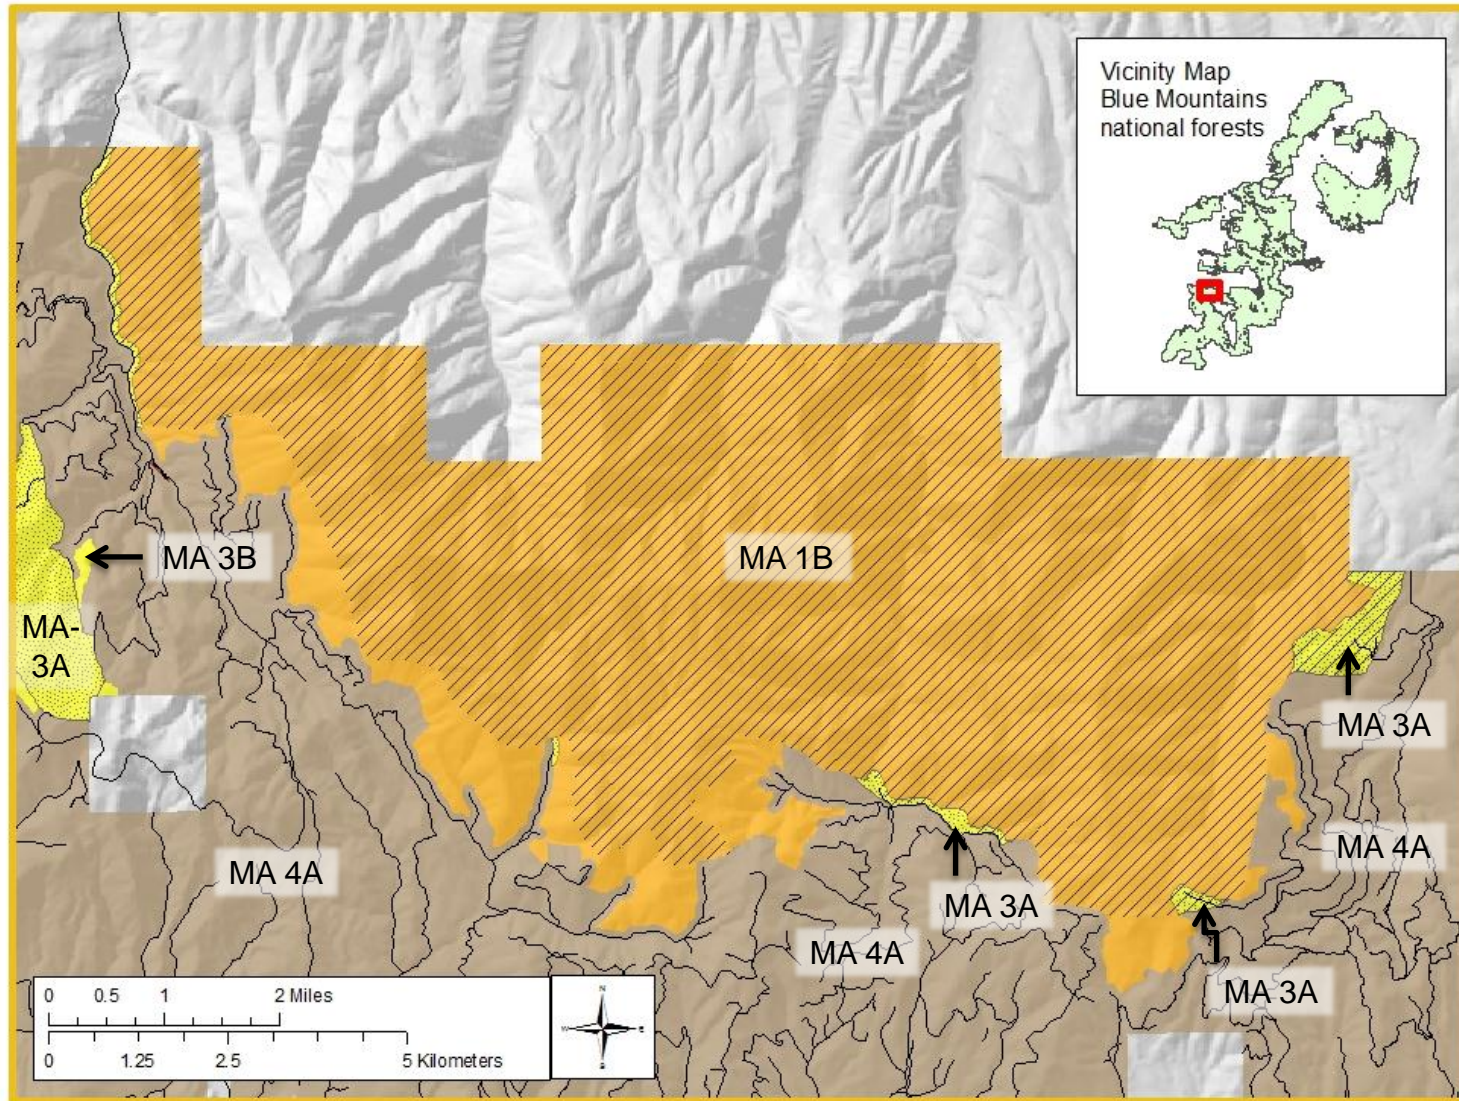 Vicinity Map
Blue Mountains
national forests
MA 3B
MA 1B
MA-
3A
MA 3A
MA 4A
MA 4A
MA 3A
MA 4A
MA 3A
0 0.5 1 2 Miles
0 1.25 2.5 5 Kilometers
N
W E
S